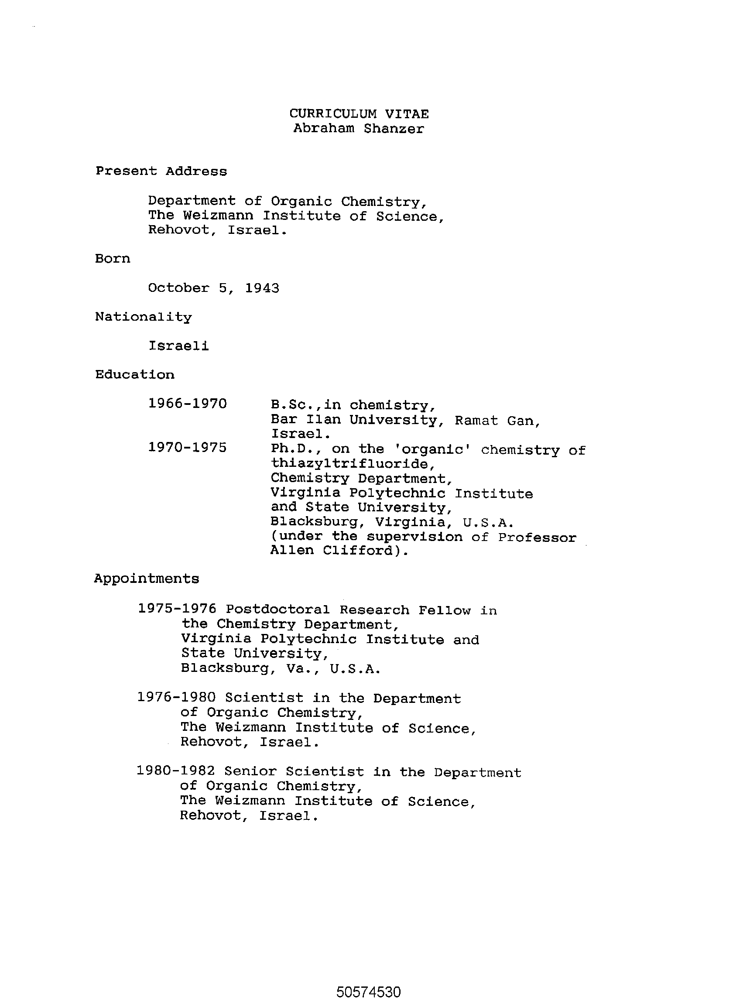 CURRICULUM VITAE
Abraham Shanzer
Present Address
Department of Organic Chemistry,
The Weizmann Institute of Science,
Rehovot, Israel.
Born
October 5, 1943
Nationality
Israeli
Education
1966-1970 B.Sc.,in chemistry,
Bar Ilan University, Ramat Gan,
Israel.
1970-1975 Ph.D., on the 'organic' chemistry of
thiazyltrifluoride,
Chemistry Department,
Virginia Polytechnic Institute
and State University,
Blacksburg, Virginia, U.S.A.
(under the supervision of Professor
Allen Clifford).
Appointments
1975-1976 Postdoctoral Research Fellow in
the Chemistry Department,
Virginia Polytechnic Institute and
State University,
Blacksburg, Va., U.S.A.
1976-1980 Scientist in the Department
of Organic Chemistry,
The Weizmann Institute of Science,
Rehovot, Israel.
1980-1982 Senior Scientist in the Department
of Organic Chemistry,
The Weizmann Institute of Science,
Rehovot, Israel.
50574530